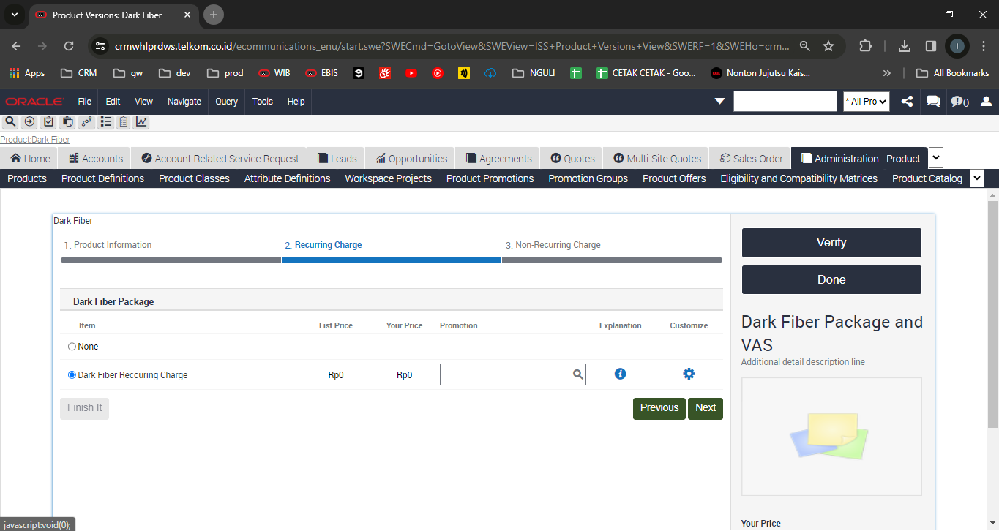 Product Versions: Dark Fiber
crmwhlprdws.telkom.co.id/ecommunications_enu/start.swe?SWECmd=GotoView&SWEView=ISS+Product+Versions+View&SWERF=1&SWEHo=crm...
I
Apps CRM gw dev prod WIB EBIS NGULI CETAK CETAK - Goo... Nonton Jujutsu Kais... » All Bookmarks
ORACLE File Edit View Navigate Query Tools Help * All Pro 0
Product:Dark Fiber
Home Accounts Account Related Service Request Leads Opportunities Agreements Quotes Multi-Site Quotes Sales Order Administration - Product
Products Product Definitions Product Classes Attribute Definitions Workspace Projects Product Promotions Promotion Groups Product Offers Eligibility and Compatibility Matrices Product Catalog
Dark Fiber
1. Product Information 2. Recurring Charge 3. Non-Recurring Charge
Verify
Done
Dark Fiber Package
Item List Price Your Price Promotion Explanation Customize
None
Dark Fiber Reccuring Charge Rp0 Rp0
Finish It Previous Next
Dark Fiber Package and
VAS
Additional detail description line
Your Price
javascript:void(0);